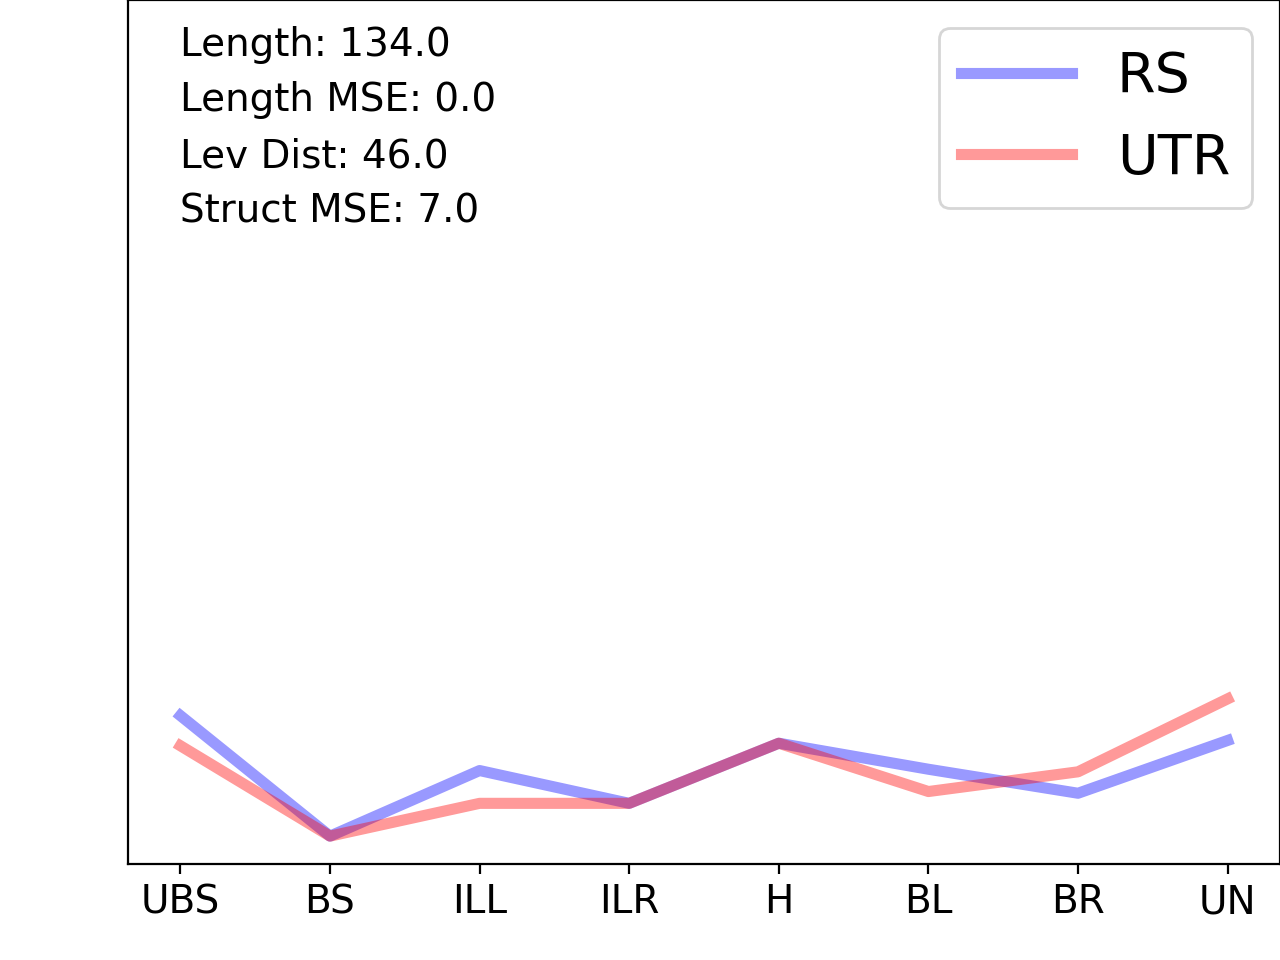 Length: 134.0
Length MSE: 0.0
Lev Dist: 46.0
Struct MSE: 7.0
RS
UTR
UBS BS ILL ILR H BL BR UN